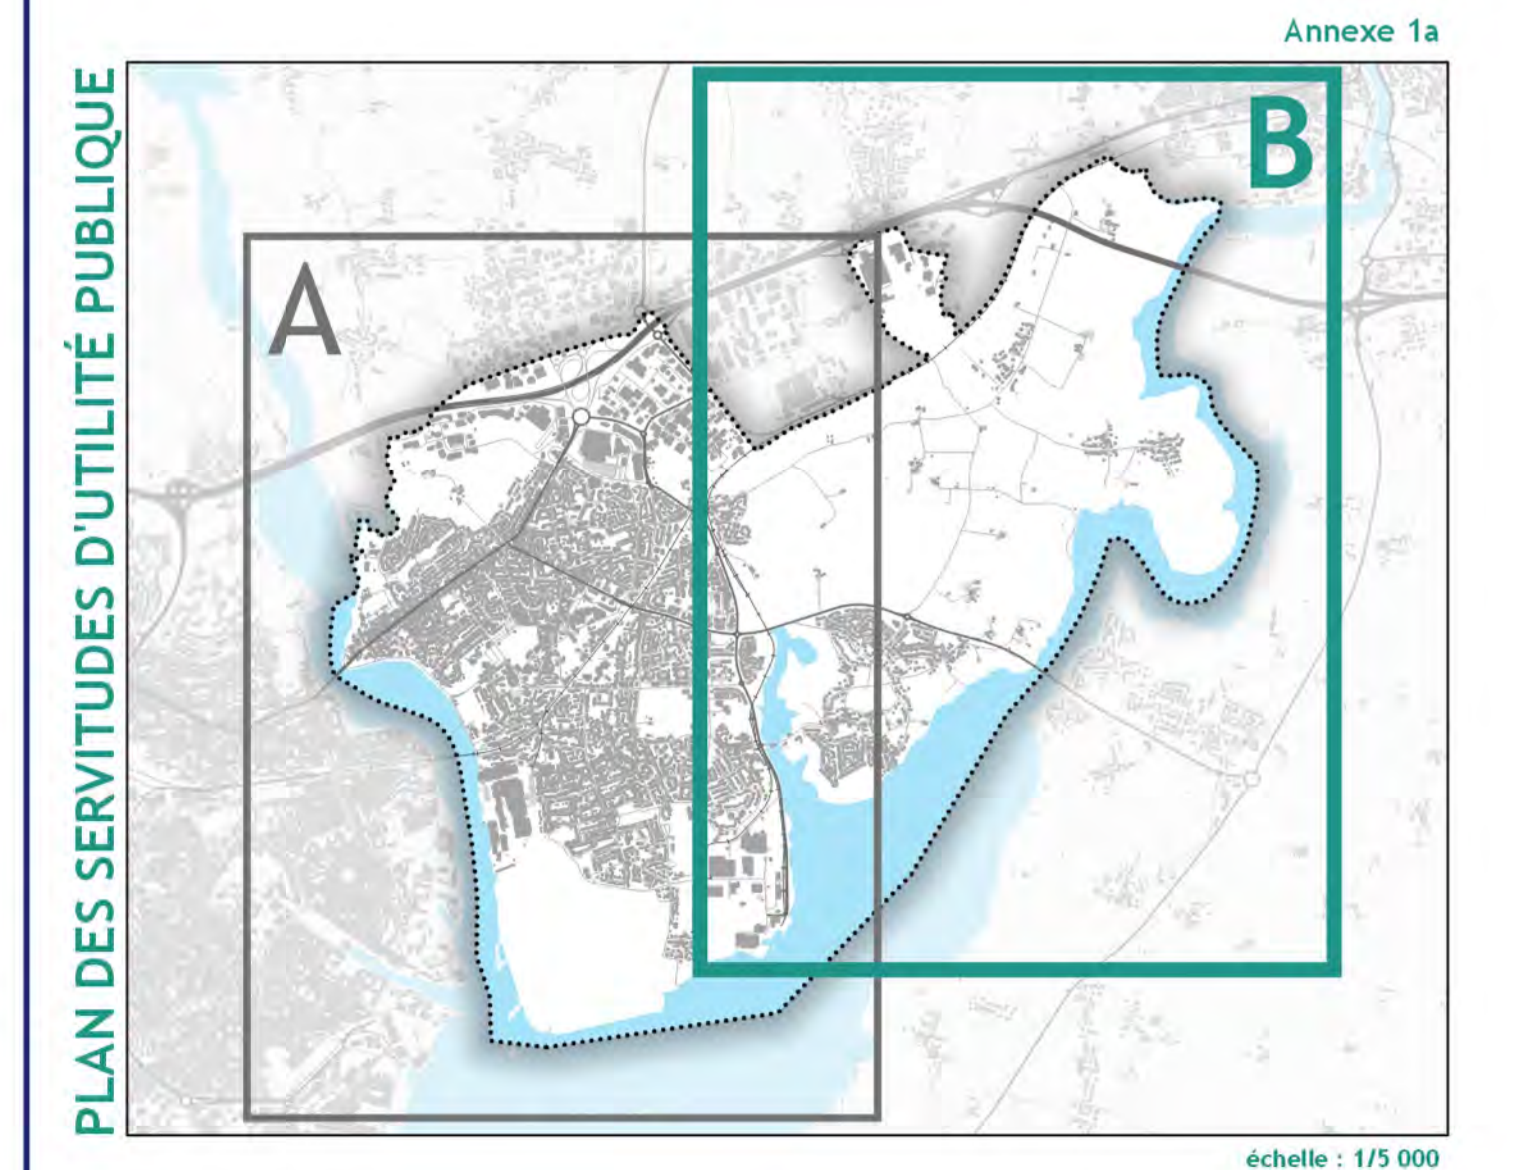 Annexe 1a
PLAN DES SERVITUDES D'UTILITÉ PUBLIQUE
B
A
échelle : 1/5 000